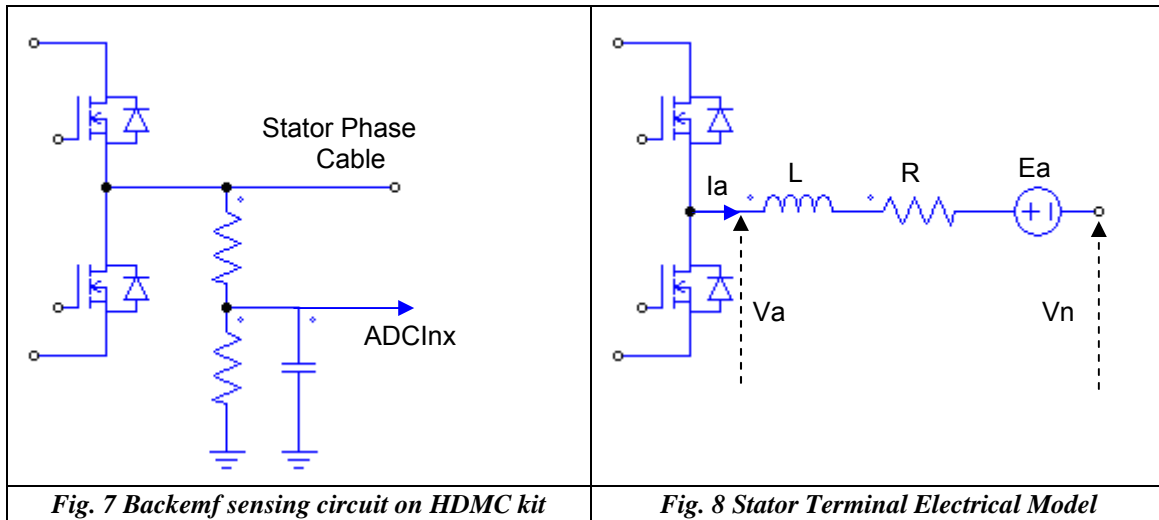 Stator Phase
Cable
ADCInx
Fig. 7 Backemf sensing circuit on HDMC kit
Ia
L
R
Ea
+
Va
Vn
Fig. 8 Stator Terminal Electrical Model